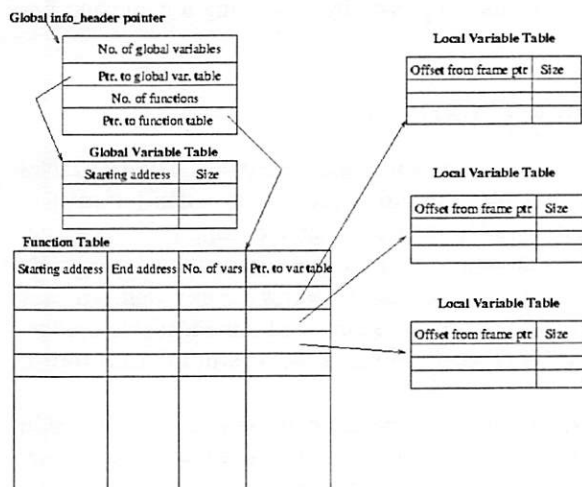 Global info_header pointer
No. of global variables
Ptr. to global var. table
No. of functions
Ptr. to function table
Global Variable Table
Starting address Size
Function Table
Starting address End address No. of vars Ptr. to var table
Local Variable Table
Offset from frame ptr Size
Local Variable Table
Offset from frame ptr Size
Local Variable Table
Offset from frame ptr Size